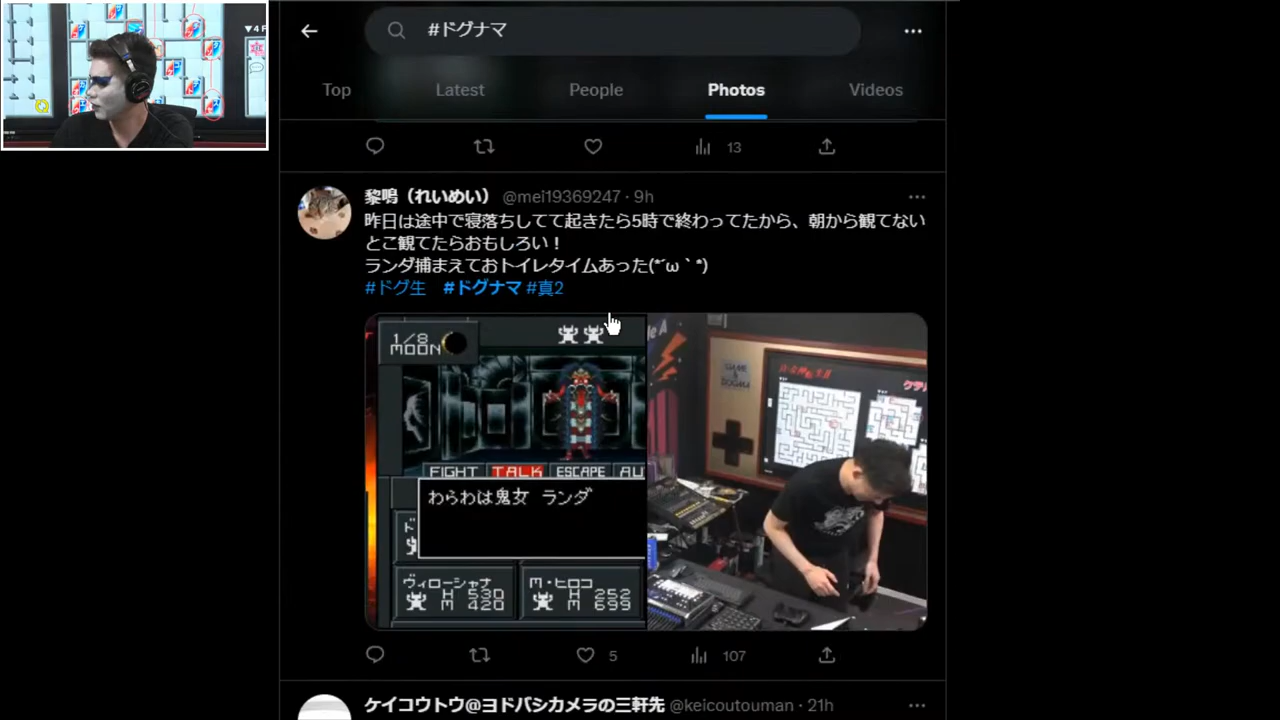 ▼4F
#ドグナマ
Top
Latest
People
Photos
Videos
13
黎鳴（れいめい） @mei19369247 · 9h
昨日は途中で寝落ちしてて起きたら5時で終わってたから、朝から観てない
とこ観てたらおもしろい！
ランダ捕まえておトイレタイムあった(*´ω｀*)
#ドグ生 #ドグナマ #真2
1/8
MOON
FIGHT TALK ESCAPE AU
わらわは鬼女 ランダ
ヴィローシャナ
H 530
M 420
M・ヒロコ
H 252
M 699
GAME
DOGMA
5
107
ケイコウトウ@ヨドバシカメラの三軒先 @keicoutouman · 21h